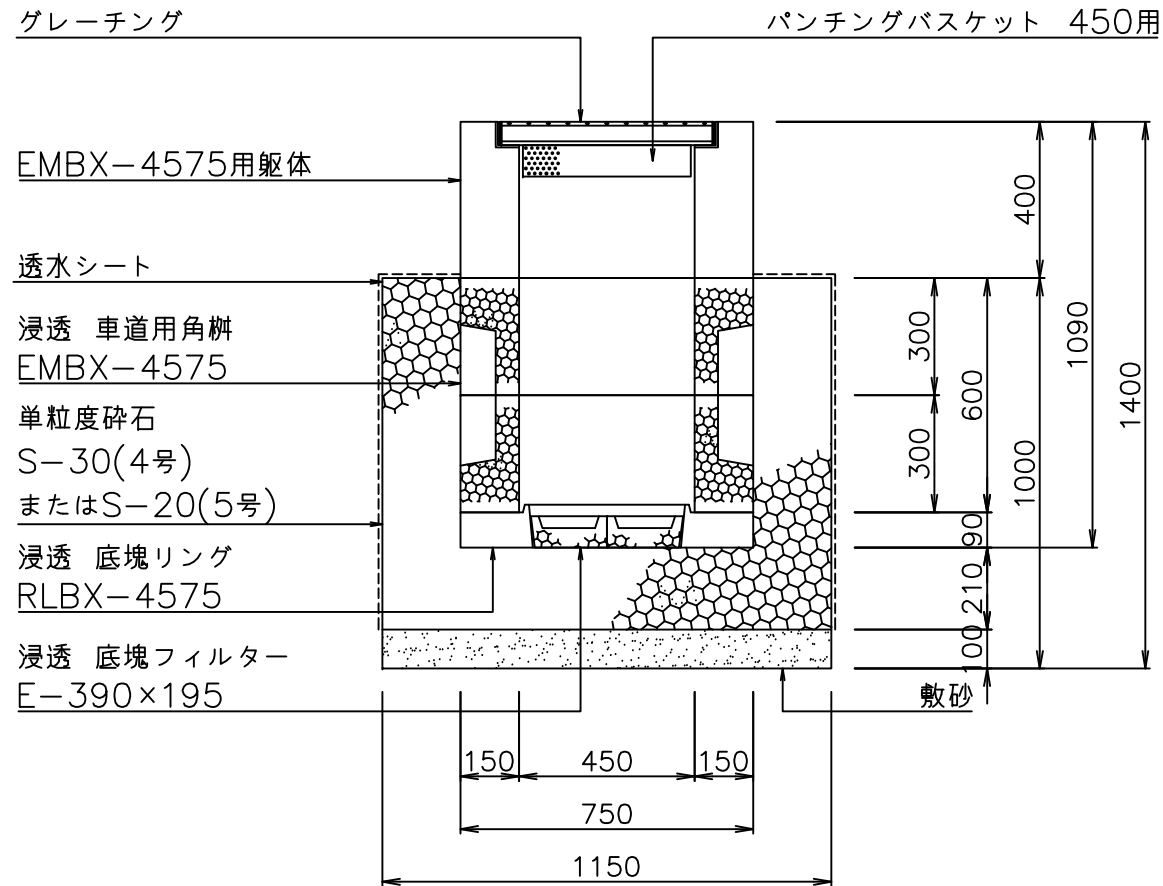 グレーチング
パンチングバスケット 450用
EMBX-4575用躯体
透水シート
浸透 車道用角桝
EMBX-4575
単粒度砕石
S-30(4号)
またはS-20(5号)
浸透 底塊リング
RLBX-4575
浸透 底塊フィルター
E-390×195
敷砂
400
300
300
600
90
210
100
1000
1090
1400
150
450
150
750
1150